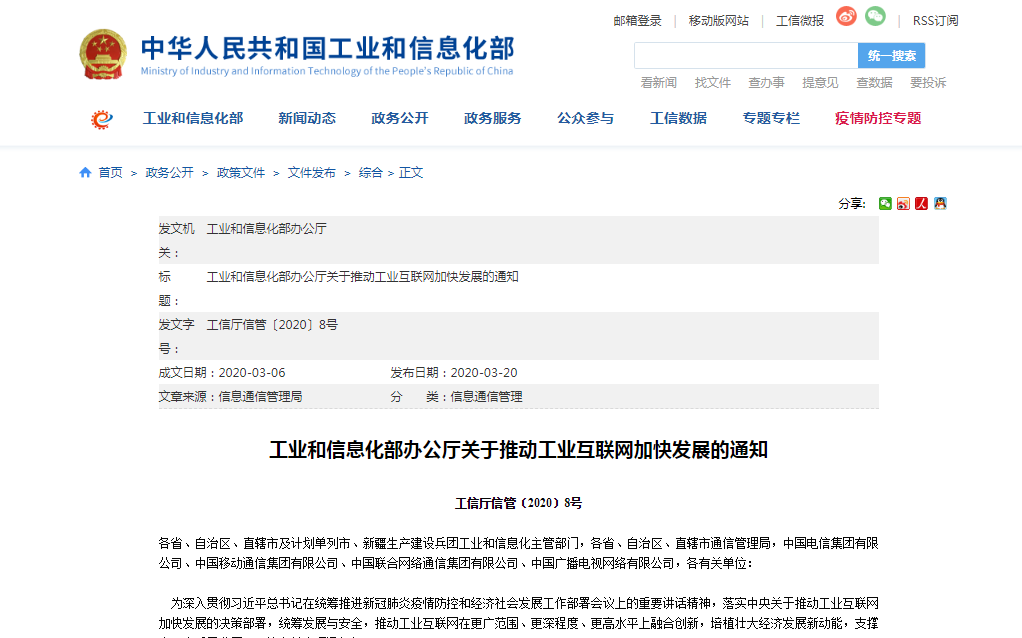 邮箱登录 | 移动版网站 | 工信微报 | RSS订阅
中华人民共和国工业和信息化部
Ministry of Industry and Information Technology of the People's Republic of China
统一搜索
看新闻 找文件 查办事 提意见 查数据 要投诉
工业和信息化部 新闻动态 政务公开 政务服务 公众参与 工信数据 专题专栏 疫情防控专题
首页 > 政务公开 > 政策文件 > 文件发布 > 综合 > 正文
分享:
发文机 工业和信息化部办公厅
关：
标 工业和信息化部办公厅关于推动工业互联网加快发展的通知
题：
发文字 工信厅信管〔2020〕8号
号：
成文日期：2020-03-06 发布日期：2020-03-20
文章来源：信息通信管理局 分 类：信息通信管理
工业和信息化部办公厅关于推动工业互联网加快发展的通知
工信厅信管〔2020〕8号
各省、自治区、直辖市及计划单列市、新疆生产建设兵团工业和信息化主管部门，各省、自治区、直辖市通信管理局，中国电信集团有限
公司、中国移动通信集团有限公司、中国联合网络通信集团有限公司、中国广播电视网络有限公司，各有关单位：
为深入贯彻习近平总书记在统筹推进新冠肺炎疫情防控和经济社会发展工作部署会议上的重要讲话精神，落实中央关于推动工业互联网
加快发展的决策部署，统筹发展与安全，推动工业互联网在更广范围、更深程度、更高水平上融合创新，培植壮大经济发展新动能，支撑